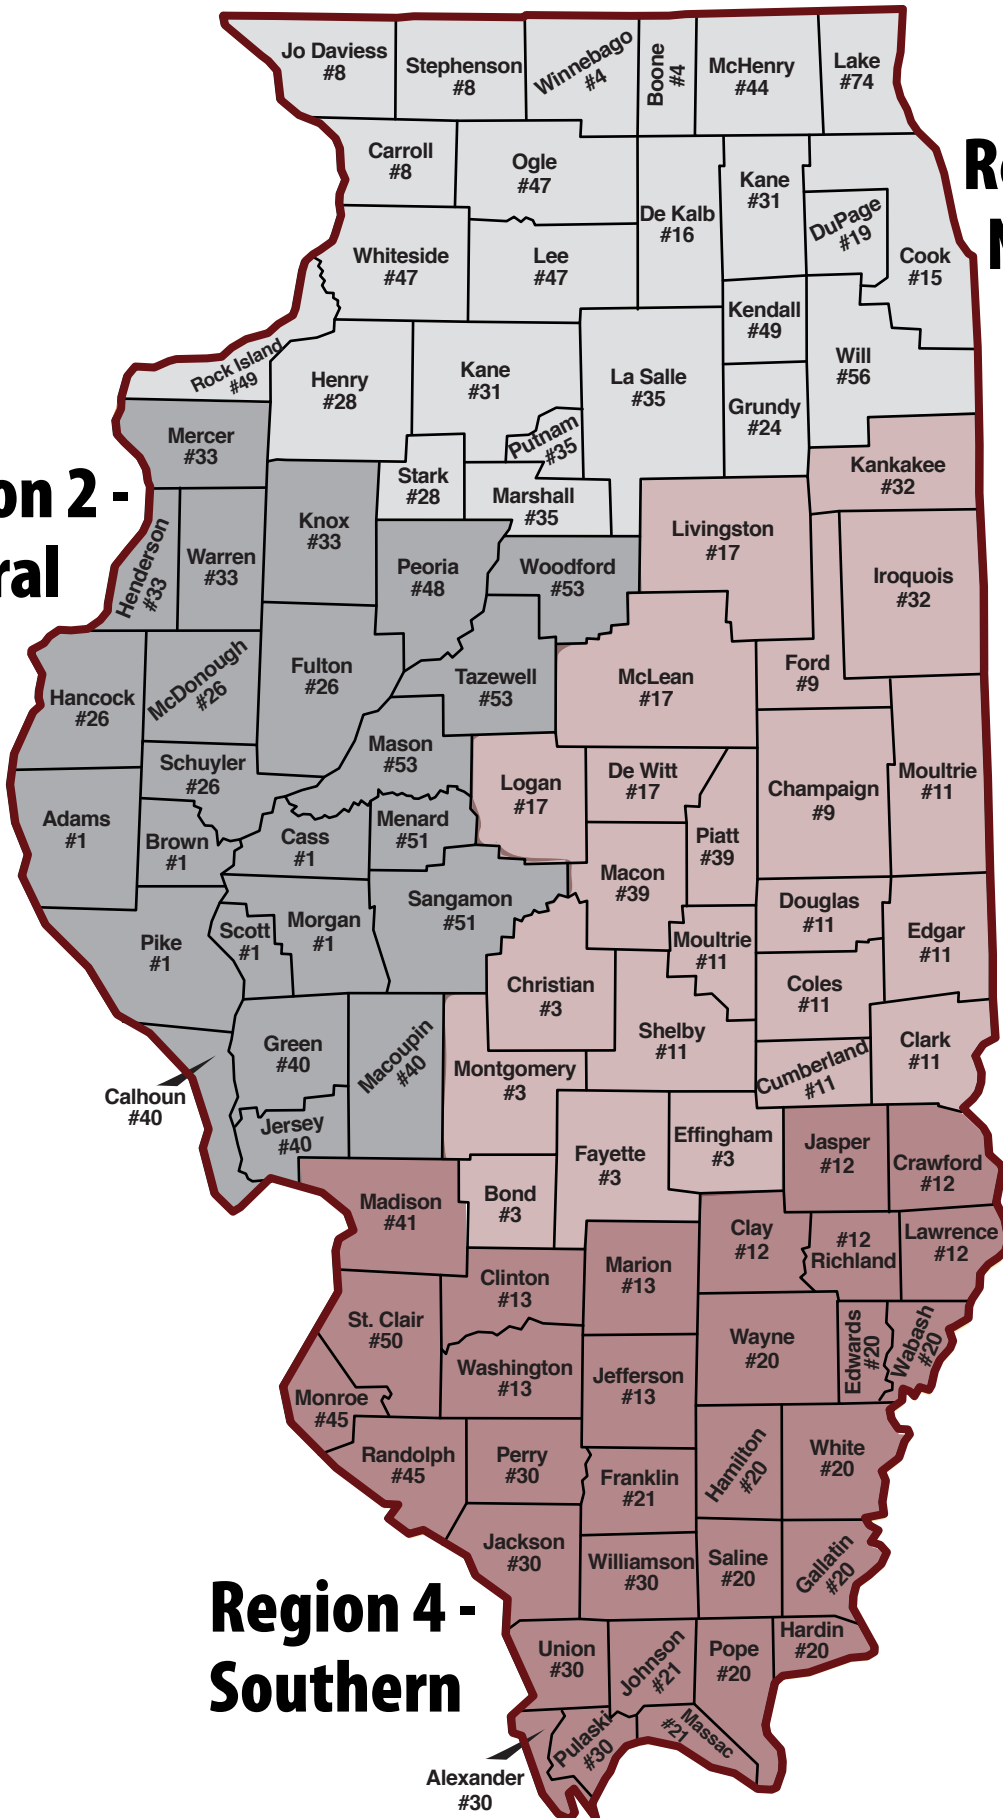 Jo Daviess
#8
Stephenson
#8
Winnebago
#4
Boone
#4
McHenry
#44
Lake
#74
Carroll
#8
Ogle
#47
De Kalb
#16
Kane
#31
DuPage
#19
Cook
#15
Re
N
Whiteside
#47
Lee
#47
Kendall
#49
Will
#56
Rock Island
#49
Henry
#28
Kane
#31
Putnam
#35
La Salle
#35
Grundy
#24
Mercer
#33
Stark
#28
Marshall
#35
Kankakee
#32
on 2 -
ral
Henderson
#33
Warren
#33
Knox
#33
Peoria
#48
Woodford
#53
Livingston
#17
Iroquois
#32
Hancock
#26
McDonough
#26
Fulton
#26
Tazewell
#53
McLean
#17
Ford
#9
Schuyler
#26
Mason
#53
Logan
#17
De Witt
#17
Piatt
#39
Champaign
#9
Moultrie
#11
Adams
#1
Brown
#1
Cass
#1
Menard
#51
Macon
#39
Sangamon
#51
Pike
#1
Scott
#1
Morgan
#1
Christian
#3
Moultrie
#11
Douglas
#11
Edgar
#11
Coles
#11
Shelby
#11
Cumberland
#11
Clark
#11
Calhoun
#40
Green
#40
Macoupin
#40
Montgomery
#3
Jersey
#40
Fayette
#3
Effingham
#3
Jasper
#12
Crawford
#12
Madison
#41
Bond
#3
Clay
#12
#12
Richland
Lawrence
#12
Clinton
#13
Marion
#13
St. Clair
#50
Washington
#13
Jefferson
#13
Wayne
#20
Edwards
#20
Wabash
#20
Monroe
#45
Randolph
#45
Perry
#30
Franklin
#21
Hamilton
#20
White
#20
Jackson
#30
Williamson
#30
Saline
#20
Gallatin
#20
Region 4 -
Southern
Union
#30
Johnson
#21
Pope
#20
Hardin
#20
Alexander
#30
Pulaski
#30
Massac
#21